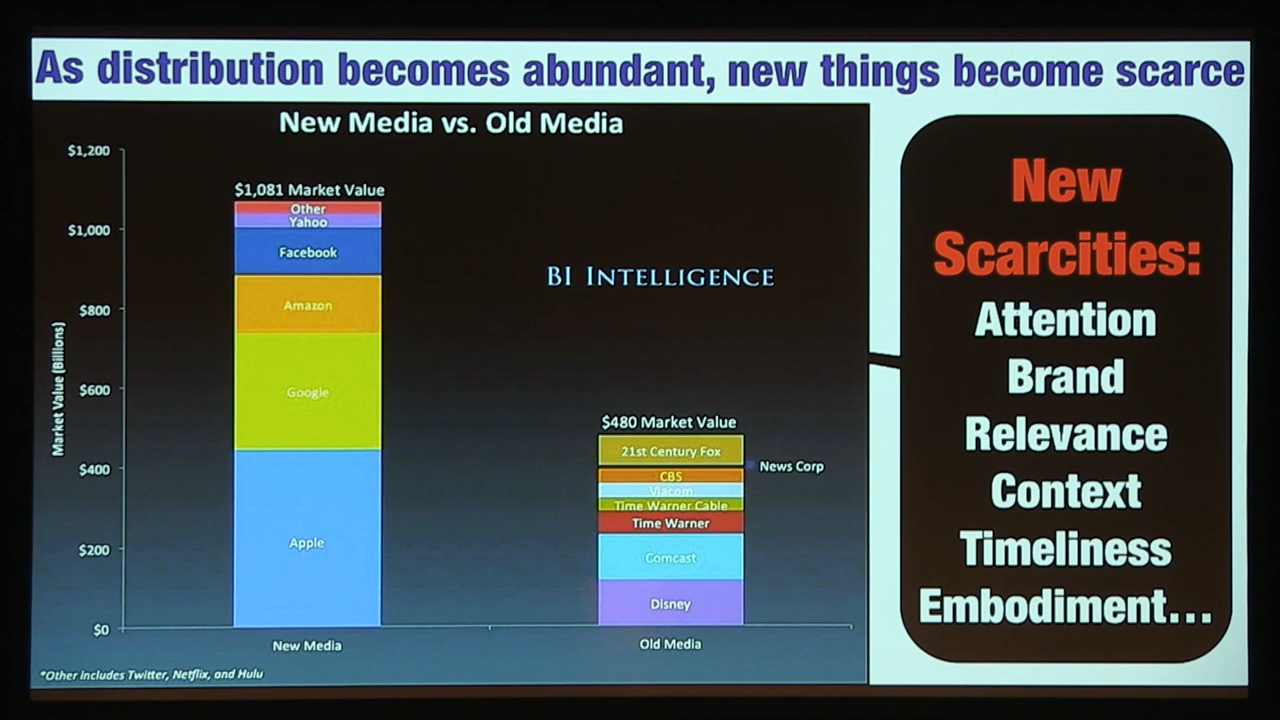 As distribution becomes abundant, new things become scarce
New Media vs. Old Media
$1,200
$1,000
$800
$600
$400
$200
$0
Market Value (Billions)
$1,081 Market Value
Other
Yahoo
Facebook
Amazon
Google
Apple
New Media
BI INTELLIGENCE
$480 Market Value
21st Century Fox
News Corp
CBS
Viacom
Time Warner Cable
Time Warner
Comcast
Disney
Old Media
*Other includes Twitter, Netflix, and Hulu
New
Scarcities:
Attention
Brand
Relevance
Context
Timeliness
Embodiment...